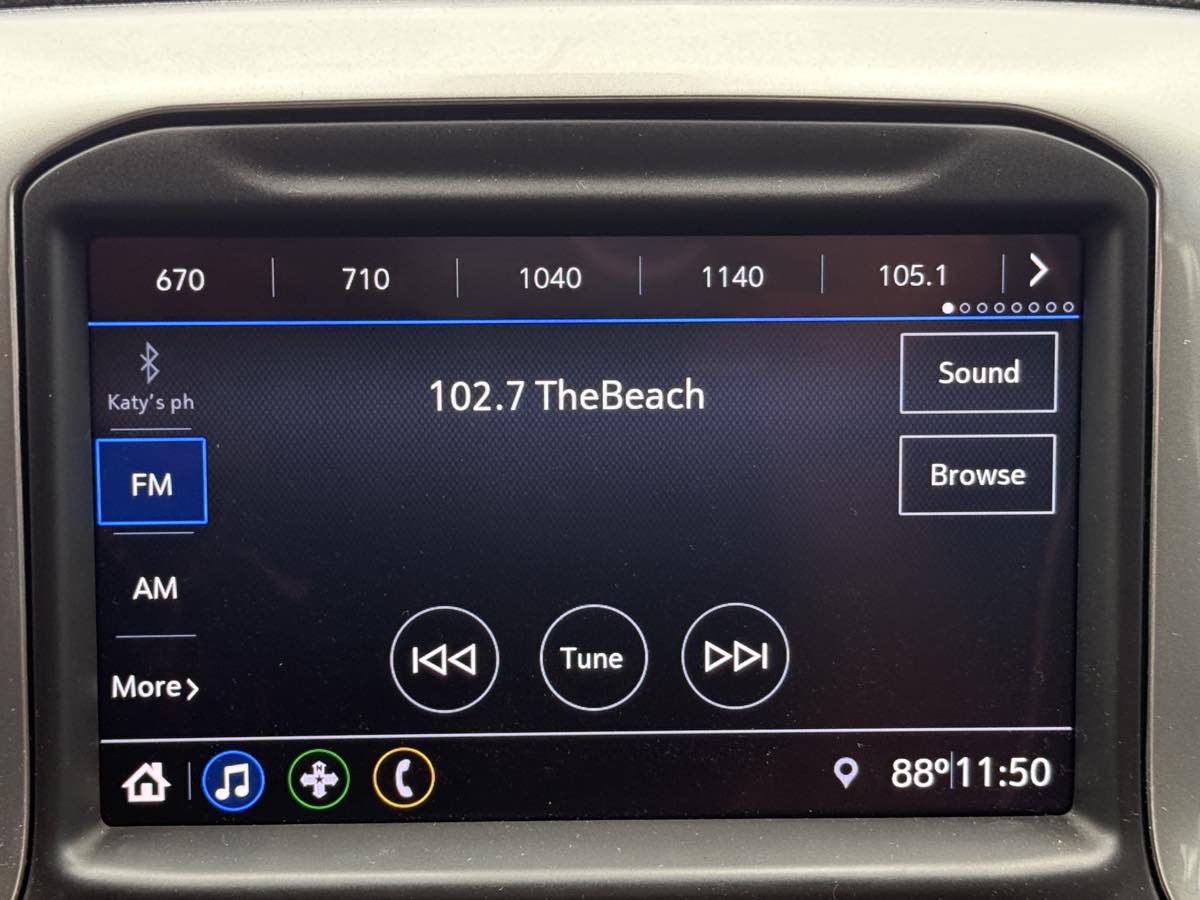 670 710 1040 1140 105.1
Katy's ph
102.7 TheBeach
Sound
FM
Browse
AM
More
Tune
N
88° 11:50